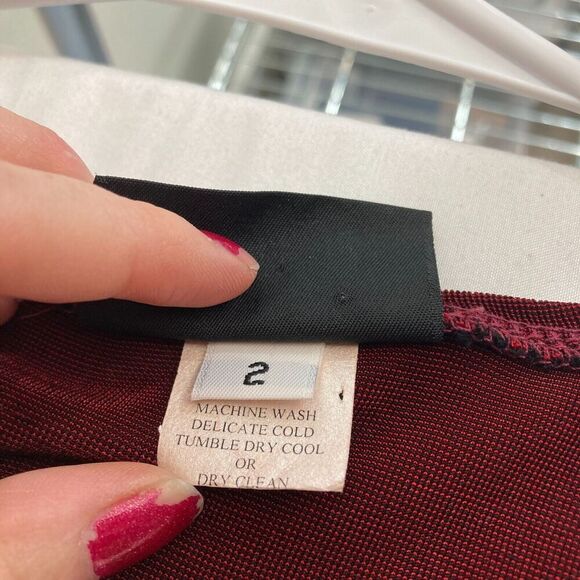 2
MACHINE WASH
DELICATE COLD
TUMBLE DRY COOL
OR
DRY CLEAN